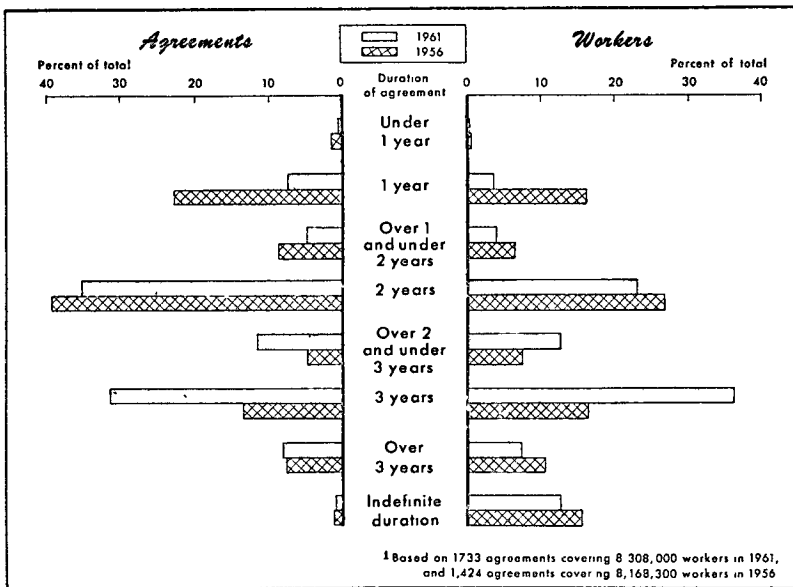 Agreements
1961
1956
Workers
Percent of total
Percent of total
40 30 20 10 0
Duration
of agreement
0 10 20 30 40
Under
1 year
1 year
Over 1
and under
2 years
2 years
Over 2
and under
3 years
3 years
Over
3 years
Indefinite
duration
1 Based on 1733 agreements covering 8 308,000 workers in 1961,
and 1,424 agreements covering 8,168,300 workers in 1956